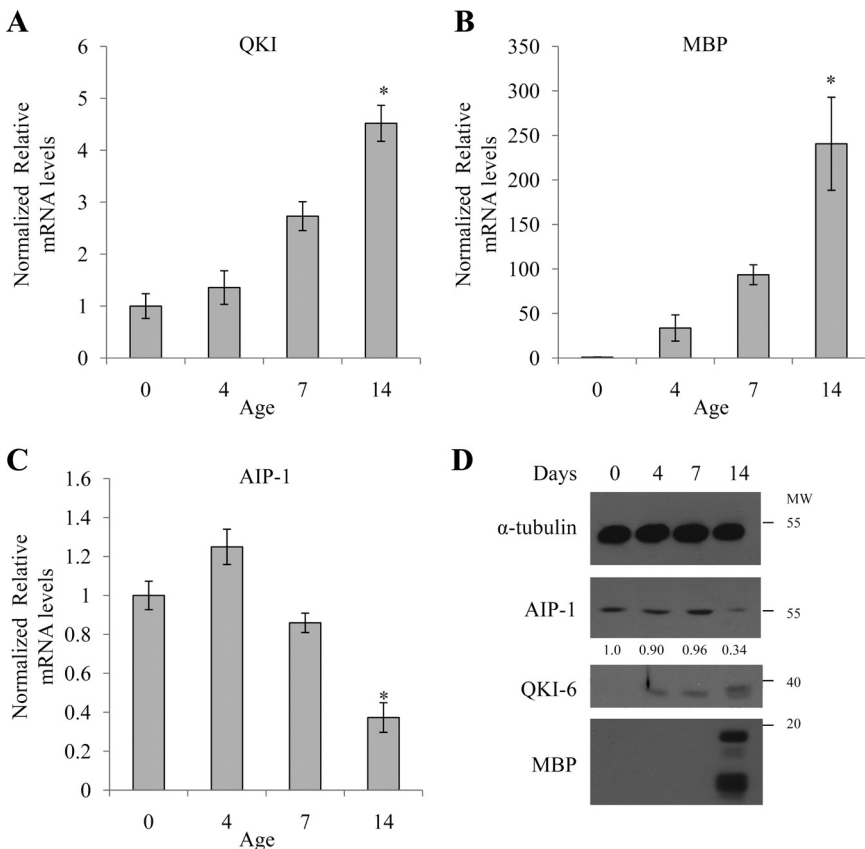 A
QKI
Normalized Relative
mRNA levels
6
5
4
3
2
1
0
*
0 4 7 14
Age
B
MBP
Normalized Relative
mRNA levels
350
300
250
200
150
100
50
0
*
0 4 7 14
Age
C
AIP-1
Normalized Relative
mRNA levels
1.6
1.4
1.2
1
0.8
0.6
0.4
0.2
0
*
0 4 7 14
Age
D
Days 0 4 7 14
MW
α-tubulin 55
AIP-1 55
1.0 0.90 0.96 0.34
QKI-6 40
20
MBP